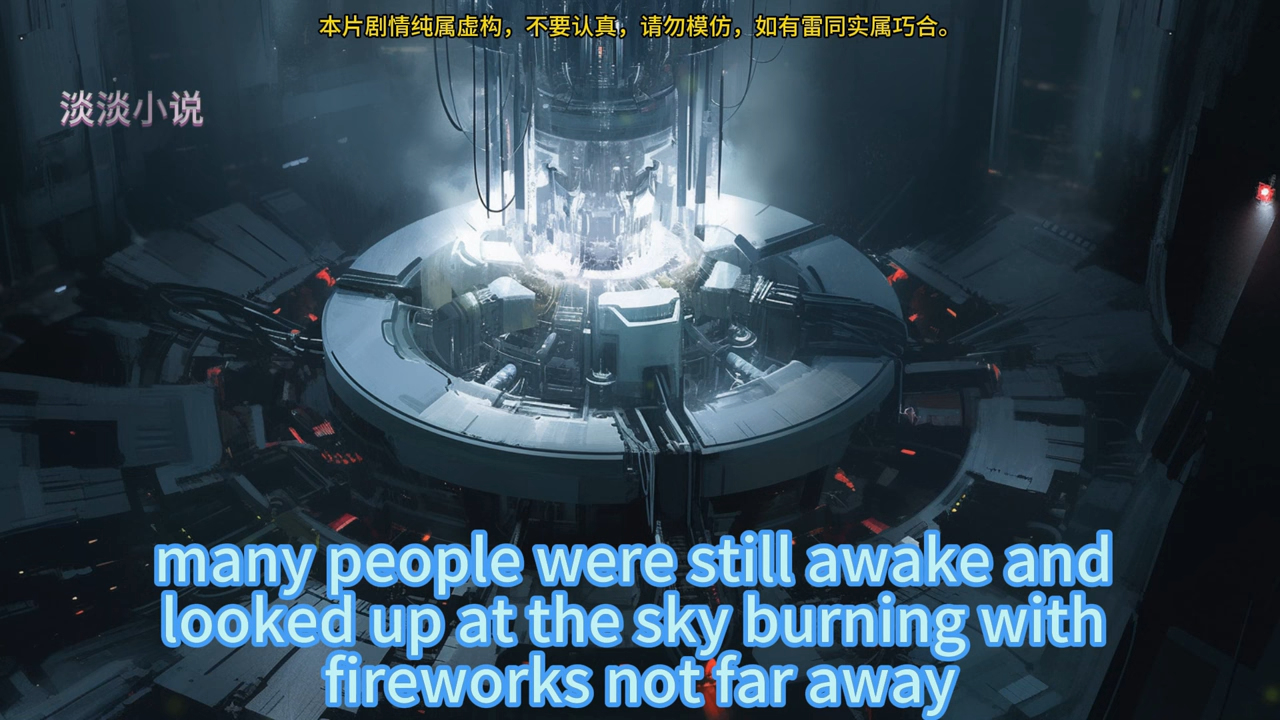 本片剧情纯属虚构，不要认真，请勿模仿，如有雷同实属巧合。
淡淡小说
many people were still awake and
looked up at the sky burning with
fireworks not far away